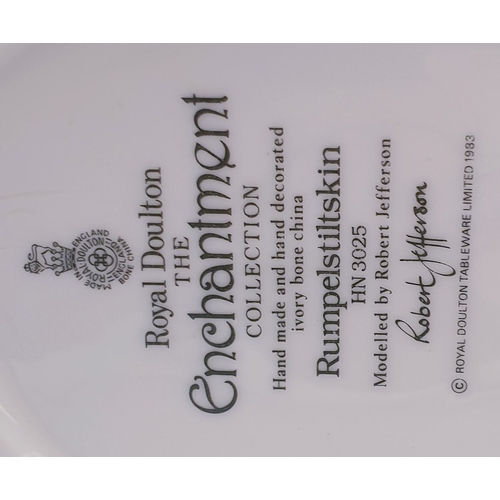 ENGLAND
ROYAL·DOULTON
ENGLAND
MADE IN
BONE CHINA
Royal Doulton
THE
Enchantment
COLLECTION
Hand made and hand decorated
ivory bone china
Rumpelstiltskin
HN 3025
Modelled by Robert Jefferson
Robert Jefferson
© ROYAL DOULTON TABLEWARE LIMITED 1983